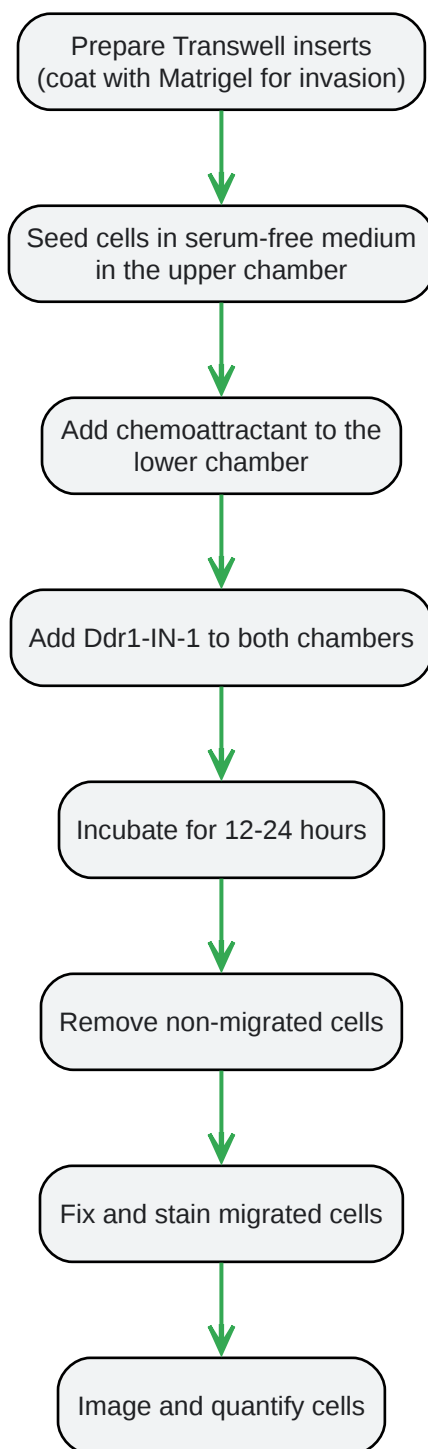 Prepare Transwell inserts
(coat with Matrigel for invasion)
Seed cells in serum-free medium
in the upper chamber
Add chemoattractant to the
lower chamber
Add Ddr1-IN-1 to both chambers
Incubate for 12-24 hours
Remove non-migrated cells
Fix and stain migrated cells
Image and quantify cells